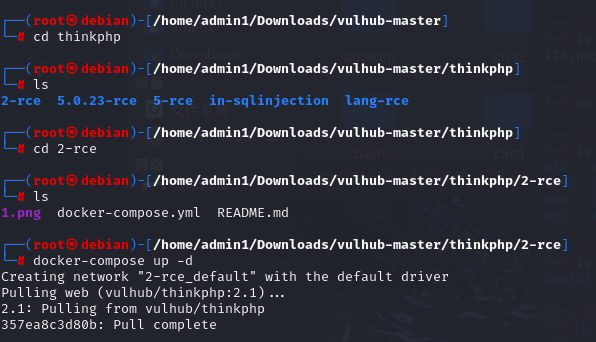 ┌──(root㉿debian)-[/home/admin1/Downloads/vulhub-master]
└─# cd thinkphp
┌──(root㉿debian)-[/home/admin1/Downloads/vulhub-master/thinkphp]
└─# ls
2-rce 5.0.23-rce 5-rce in-sqlinjection lang-rce
┌──(root㉿debian)-[/home/admin1/Downloads/vulhub-master/thinkphp]
└─# cd 2-rce
┌──(root㉿debian)-[/home/admin1/Downloads/vulhub-master/thinkphp/2-rce]
└─# ls
1.png docker-compose.yml README.md
┌──(root㉿debian)-[/home/admin1/Downloads/vulhub-master/thinkphp/2-rce]
└─# docker-compose up -d
Creating network "2-rce_default" with the default driver
Pulling web (vulhub/thinkphp:2.1)...
2.1: Pulling from vulhub/thinkphp
357ea8c3d80b: Pull complete